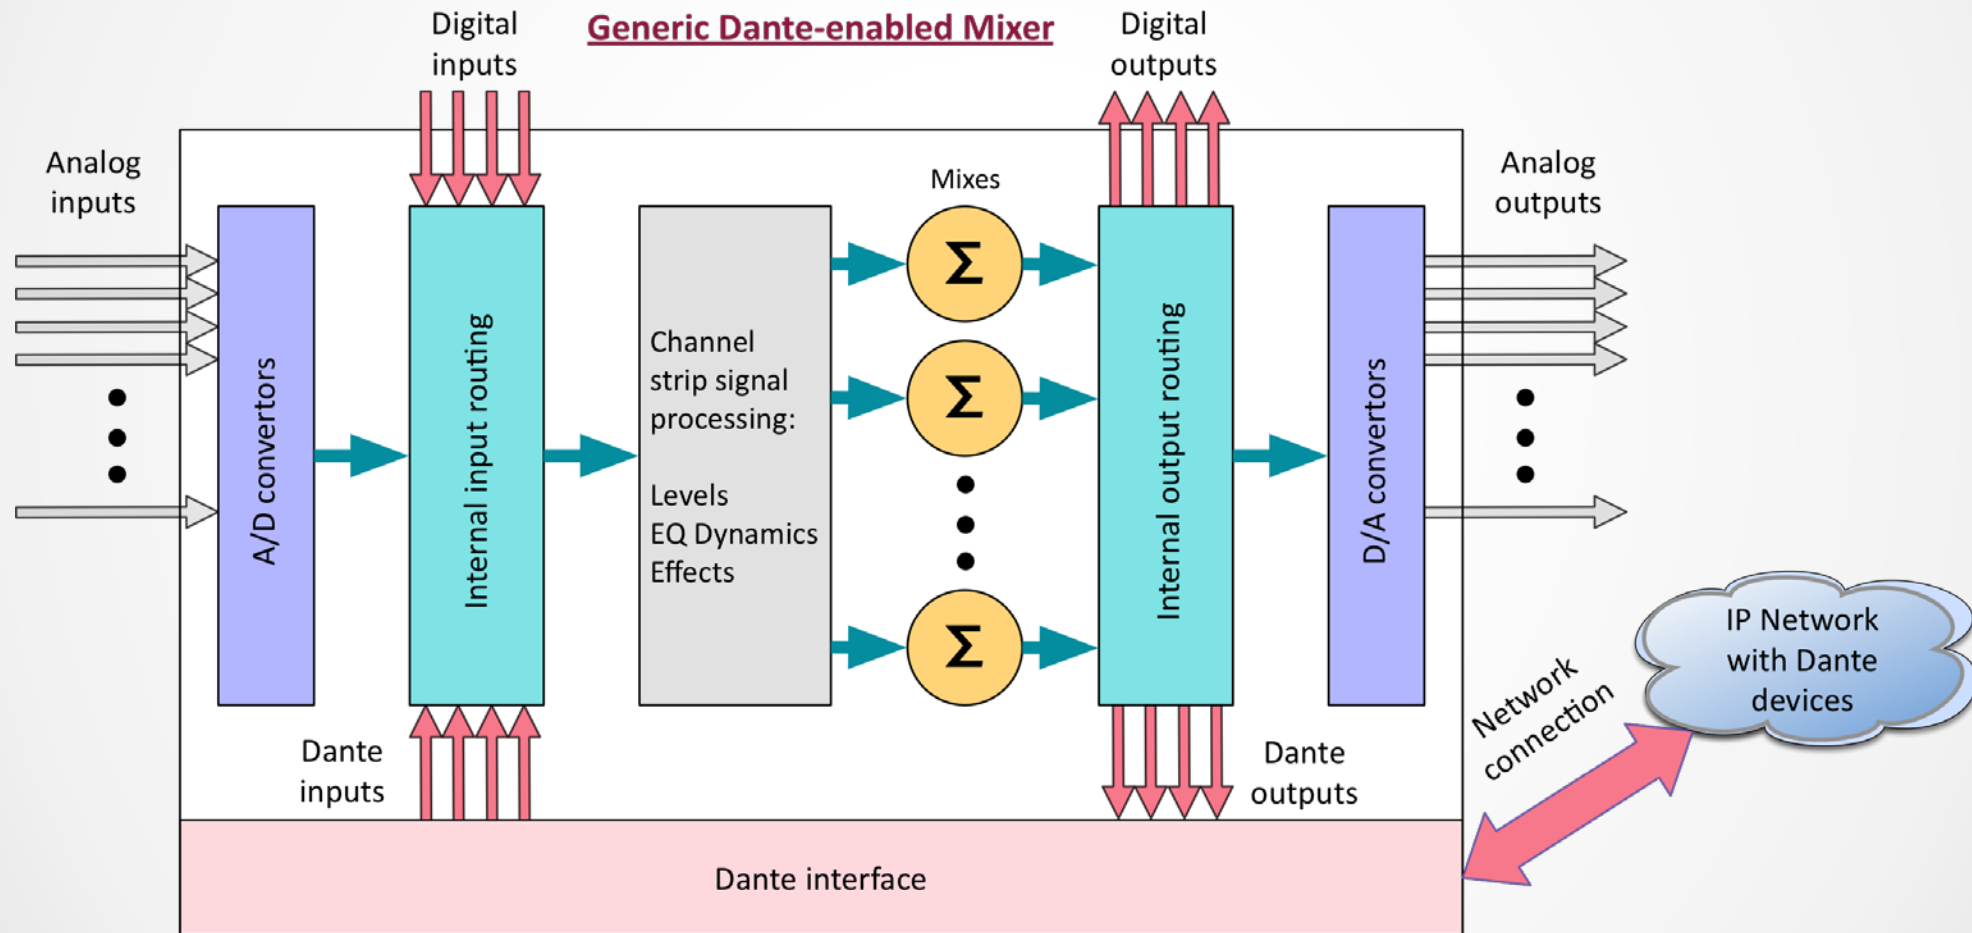 Generic Dante-enabled Mixer
Digital
inputs
Digital
outputs
Analog
inputs
Mixes
Analog
outputs
A/D convertors
Internal input routing
Channel
strip signal
processing:
Levels
EQ Dynamics
Effects
Σ
Σ
Σ
Internal output routing
D/A convertors
IP Network
with Dante
devices
Network
connection
Dante
inputs
Dante
outputs
Dante interface